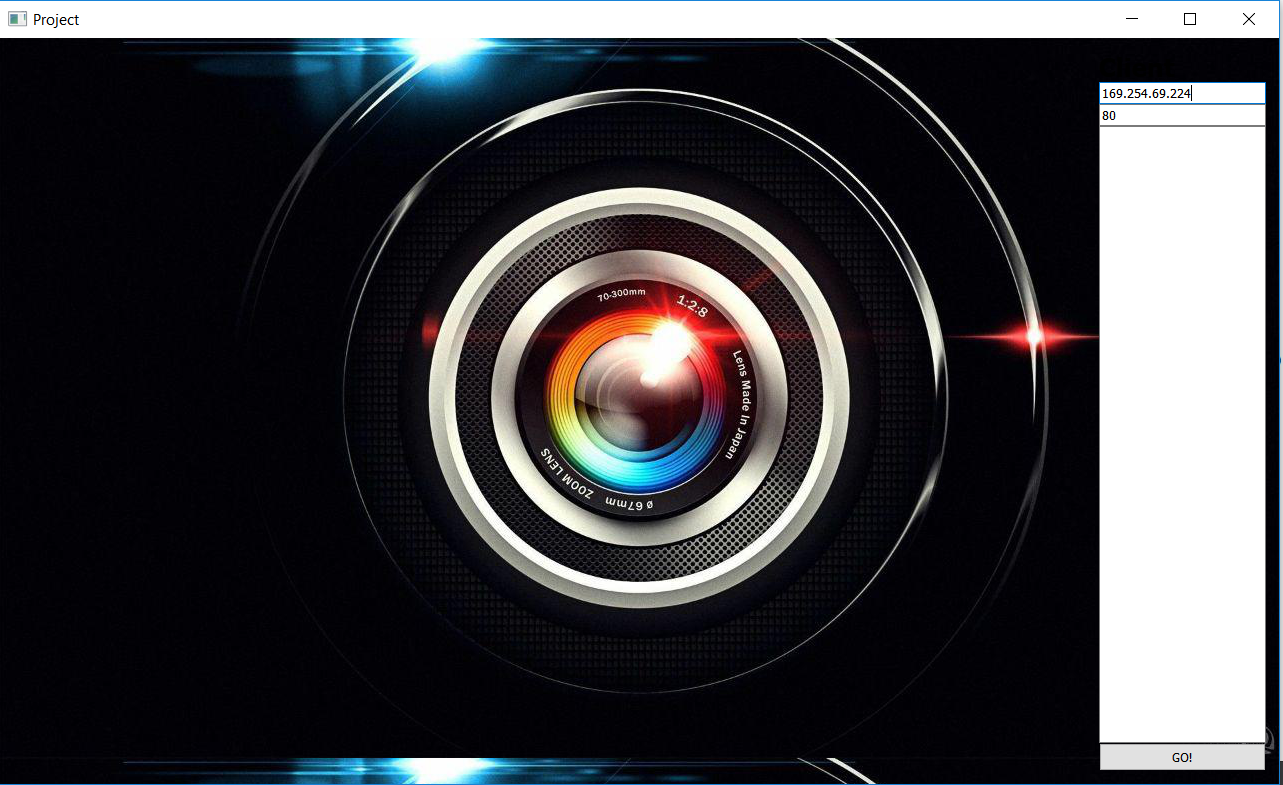 Project
169.254.69.224
80
70-300mm
1:2:8
Lens Made In Japan
ø 67mm
ZOOM LENS
GO!